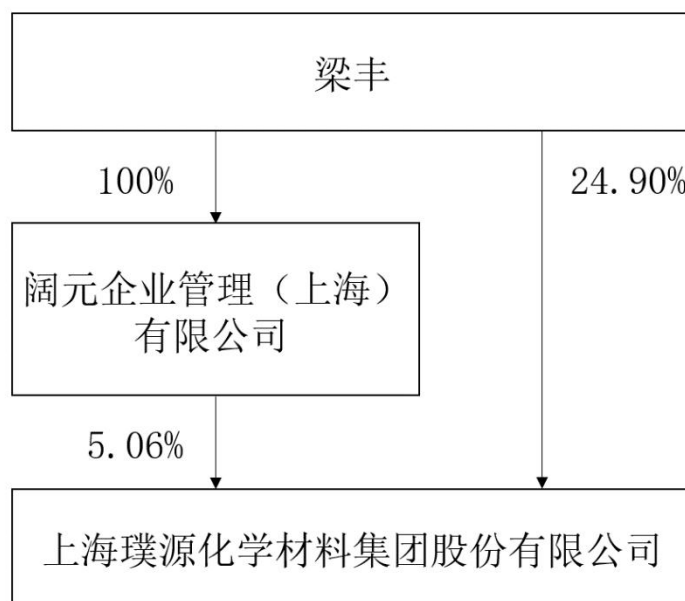 梁丰
100%
24.90%
阔元企业管理（上海）
有限公司
5.06%
上海璞源化学材料集团股份有限公司